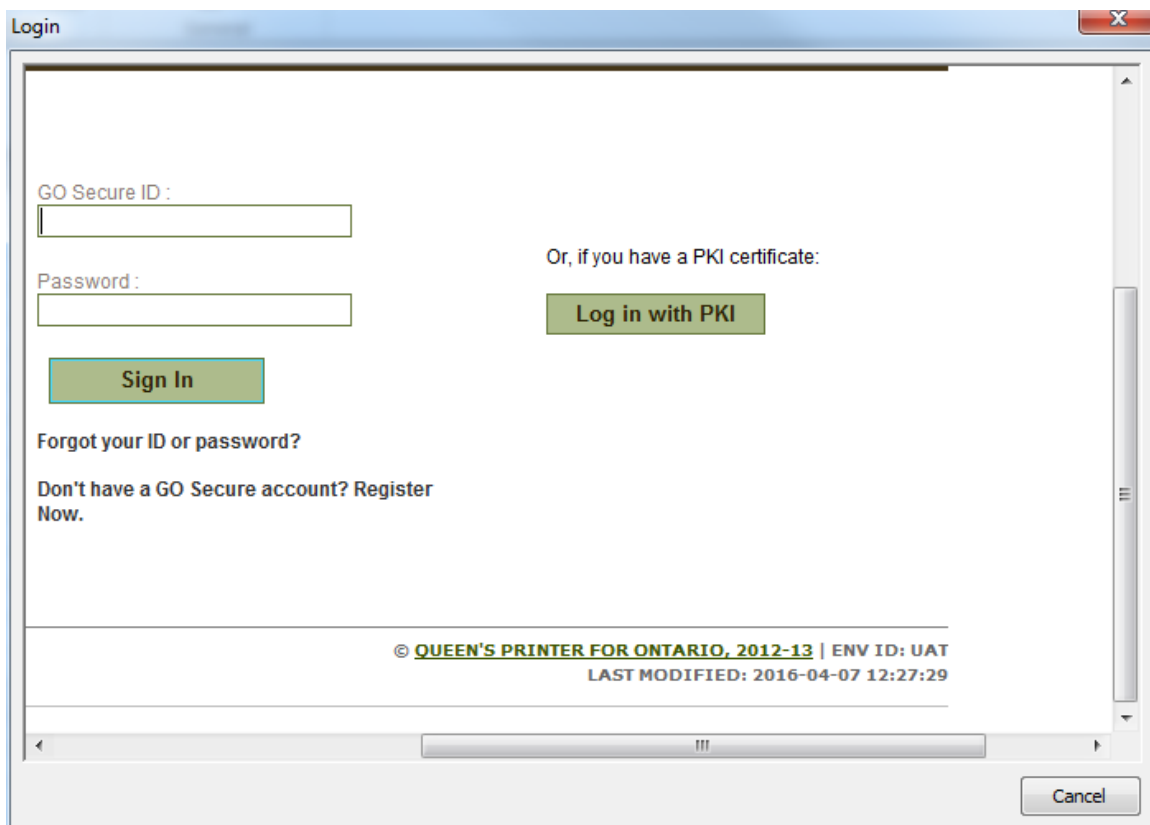 Login
GO Secure ID :
Or, if you have a PKI certificate:
Password :
Log in with PKI
Sign In
Forgot your ID or password?
Don't have a GO Secure account? Register
Now.
© QUEEN'S PRINTER FOR ONTARIO, 2012-13 | ENV ID: UAT
LAST MODIFIED: 2016-04-07 12:27:29
Cancel